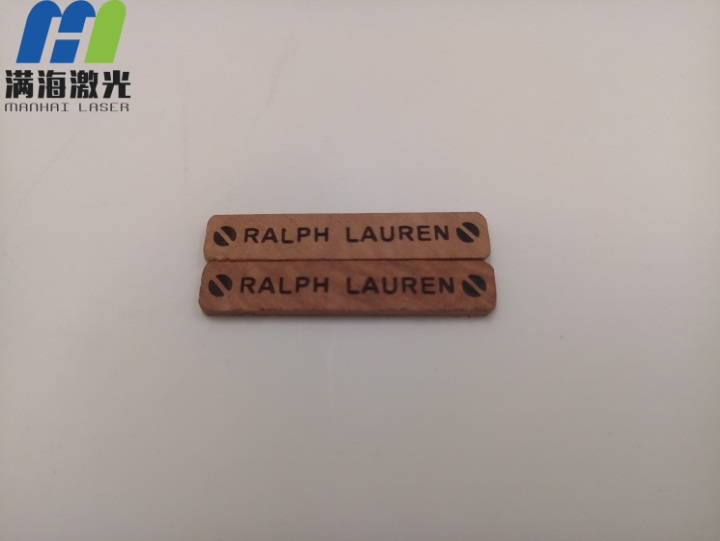 满海激光
MANHAI LASER
RALPH LAUREN
RALPH LAUREN